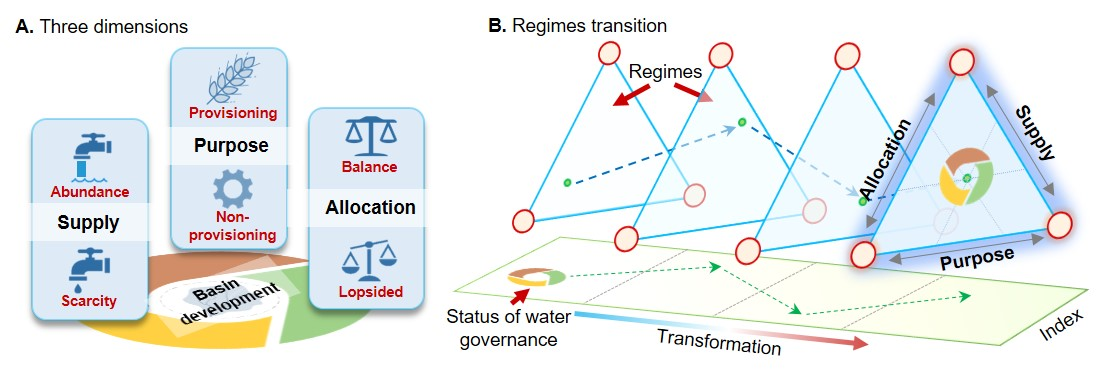 A. Three dimensions
Abundance
Supply
Scarcity
Provisioning
Purpose
Non-
provisioning
Balance
Allocation
Lopsided
Basin
development
B. Regimes transition
Regimes
Allocation
Supply
Purpose
Status of water
governance
Transformation
Index